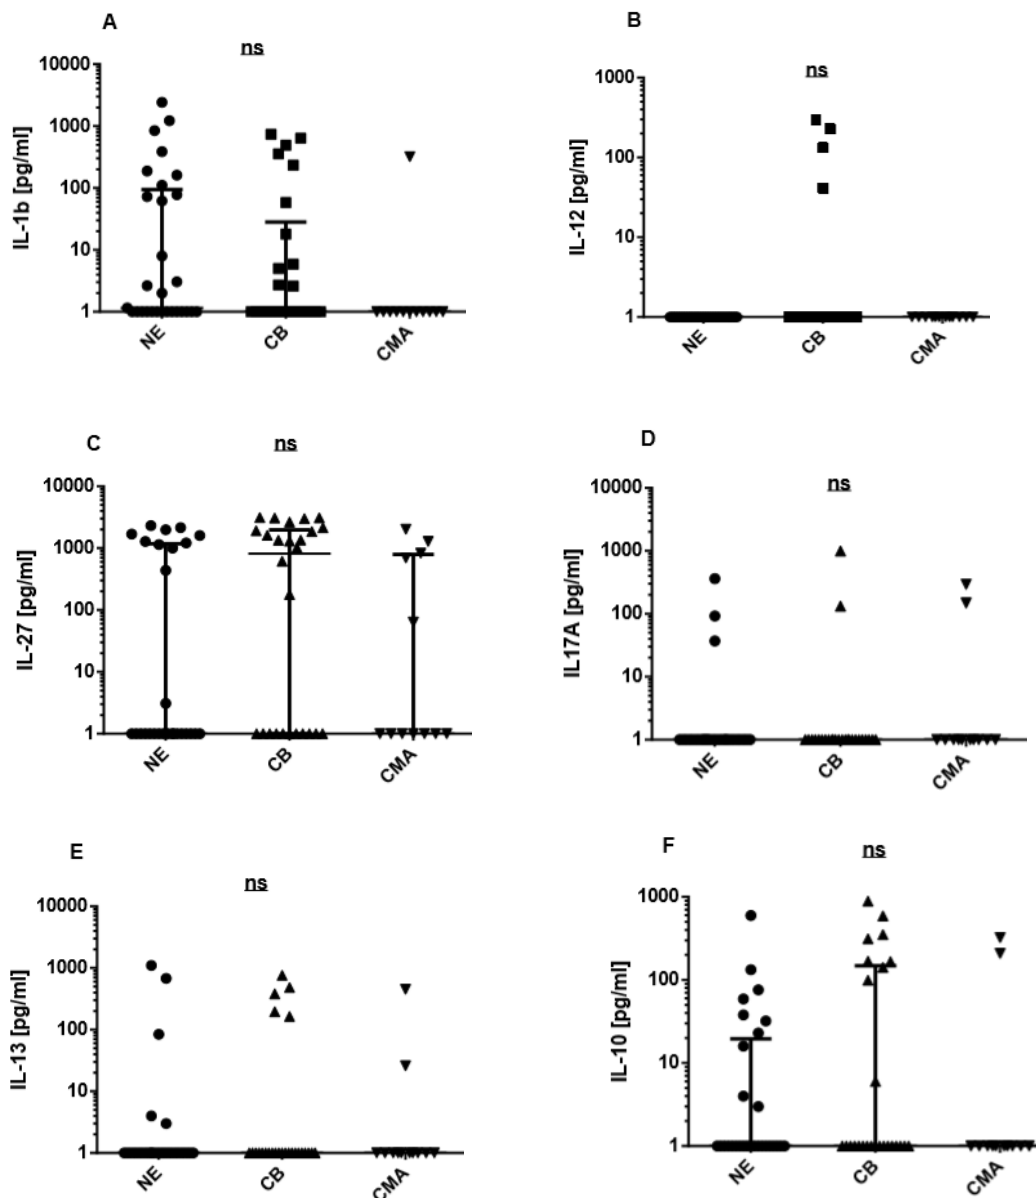 A
ns
IL-1b [pg/ml]
10000
1000
100
10
1
NE
CB
CMA
B
ns
IL-12 [pg/ml]
1000
100
10
1
NE
CB
CMA
C
ns
IL-27 [pg/ml]
10000
1000
100
10
1
NE
CB
CMA
D
ns
IL17A [pg/ml]
10000
1000
100
10
1
NE
CB
CMA
E
ns
IL-13 [pg/ml]
10000
1000
100
10
1
NE
CB
CMA
F
ns
IL-10 [pg/ml]
1000
100
10
1
NE
CB
CMA